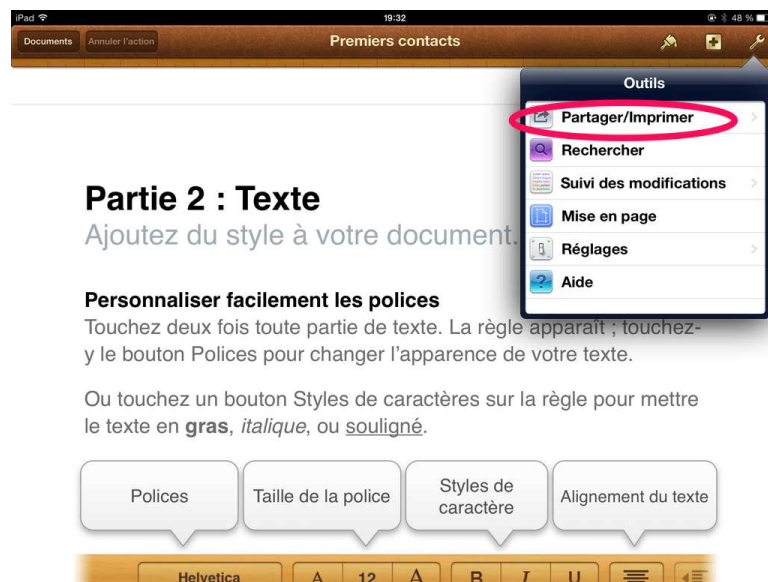 iPad 19:32 48 %
Documents Annuler l'action Premiers contacts
Outils
Partager/Imprimer
Rechercher
Suivi des modifications
Mise en page
Réglages
Aide
Partie 2 : Texte
Ajoutez du style à votre document.
Personnaliser facilement les polices
Touchez deux fois toute partie de texte. La règle apparaît ; touchez-
y le bouton Polices pour changer l'apparence de votre texte.
Ou touchez un bouton Styles de caractères sur la règle pour mettre
le texte en gras, italique, ou souligné.
Polices
Taille de la police
Styles de
caractère
Alignement du texte
Helvetica A 12 A B I U